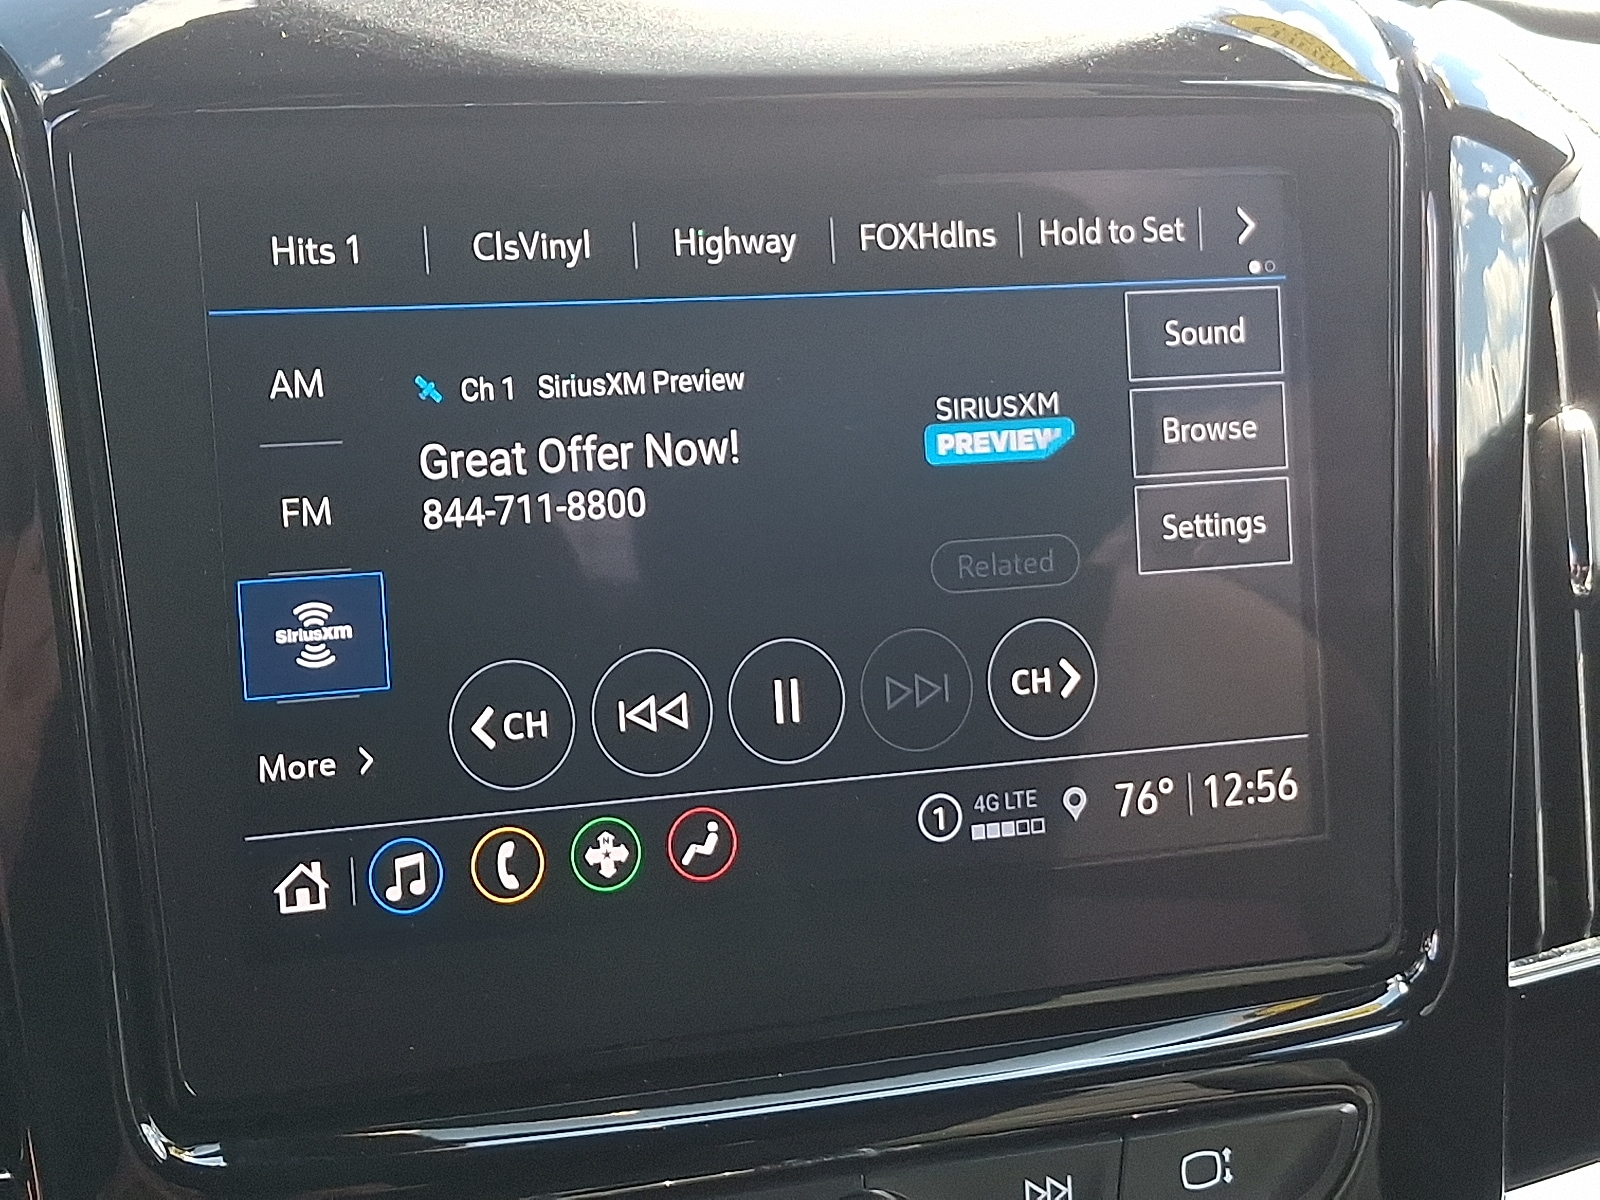 Hits 1 ClsVinyl Highway FOXHdlns Hold to Set
AM
FM
SiriusXm
More
Ch 1 SiriusXM Preview
Great Offer Now!
844-711-8800
SIRIUSXM
PREVIEW
Related
Sound
Browse
Settings
CH
CH
N
1
4G LTE
76° 12:56